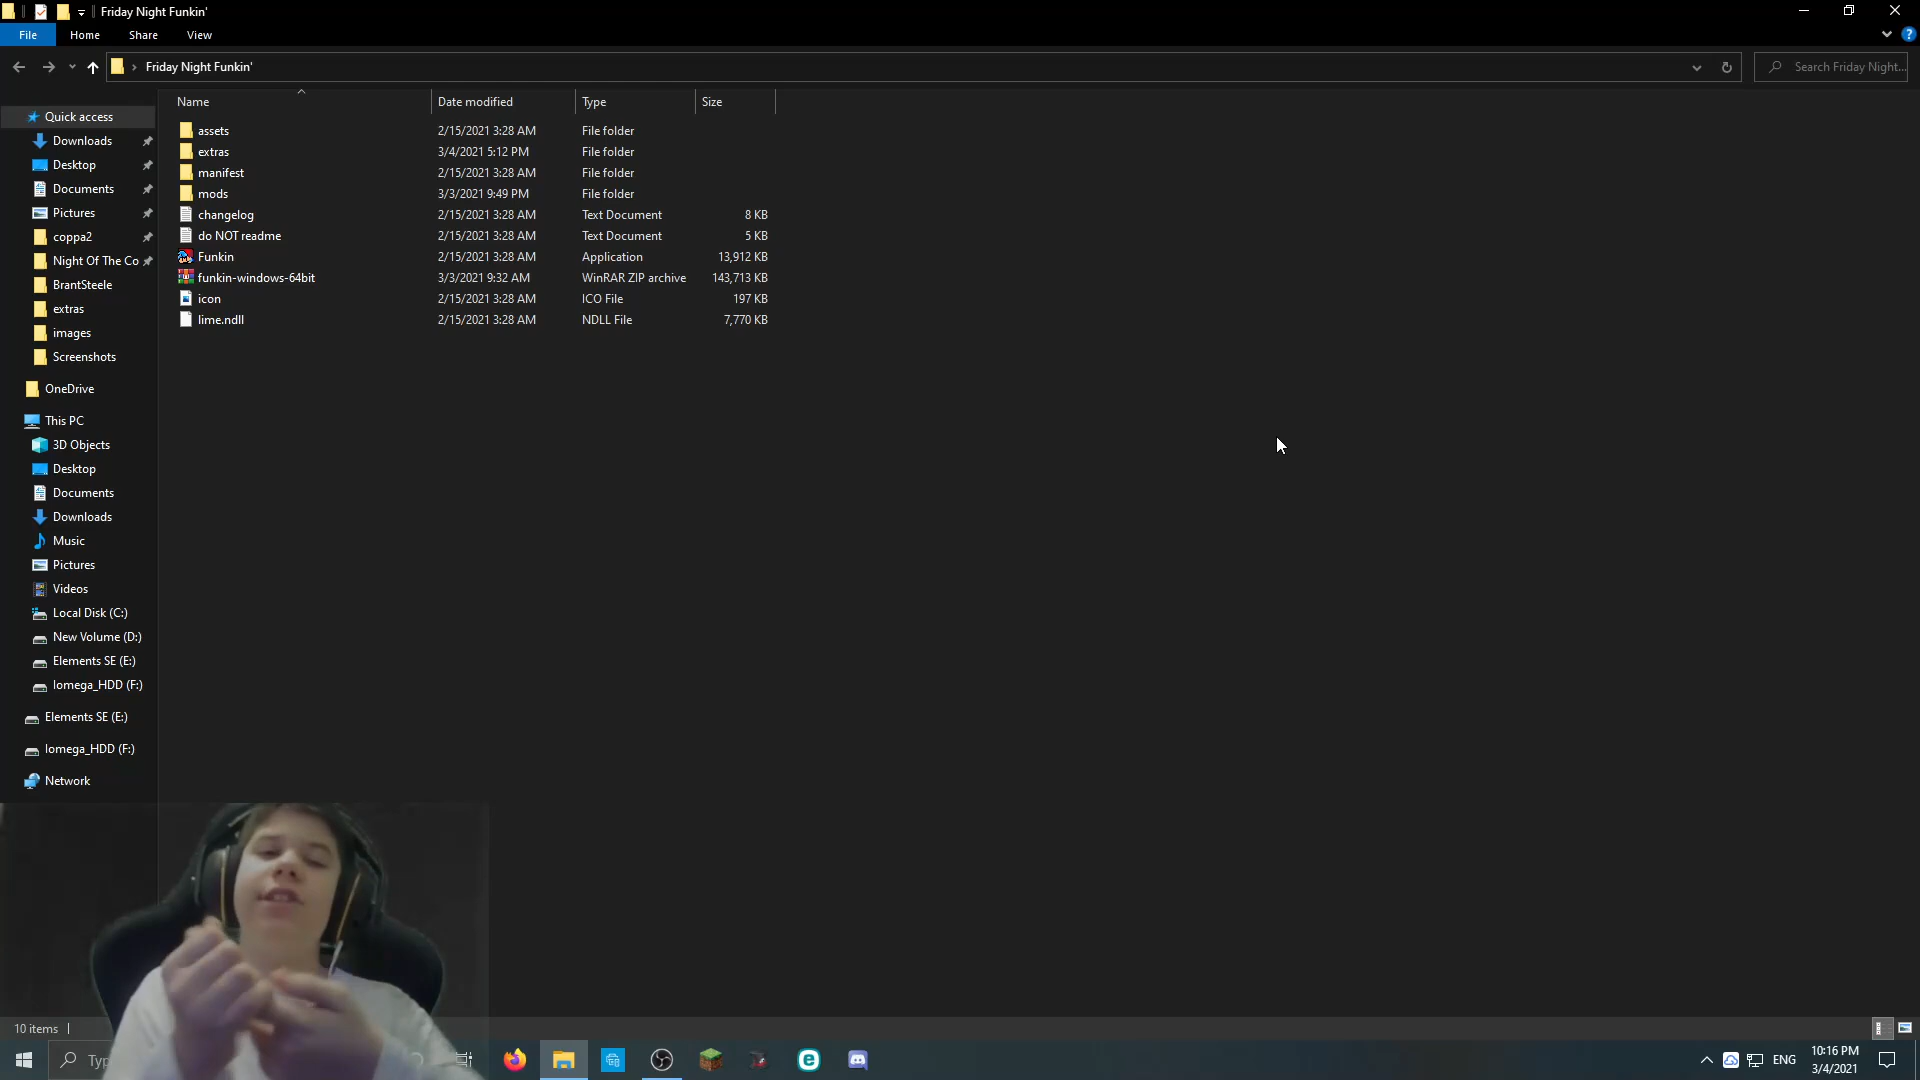 Friday Night Funkin'
File Home Share View
Friday Night Funkin' Search Friday Night...
Name Date modified Type Size
assets 2/15/2021 3:28 AM File folder
extras 3/4/2021 5:12 PM File folder
manifest 2/15/2021 3:28 AM File folder
mods 3/3/2021 9:49 PM File folder
changelog 2/15/2021 3:28 AM Text Document 8 KB
do NOT readme 2/15/2021 3:28 AM Text Document 5 KB
Funkin 2/15/2021 3:28 AM Application 13,912 KB
funkin-windows-64bit 3/3/2021 9:32 AM WinRAR ZIP archive 143,713 KB
icon 2/15/2021 3:28 AM ICO File 197 KB
lime.ndll 2/15/2021 3:28 AM NDLL File 7,770 KB
Quick access
Downloads
Desktop
Documents
Pictures
coppa2
Night Of The Co
BrantSteele
extras
images
Screenshots
OneDrive
This PC
3D Objects
Desktop
Documents
Downloads
Music
Pictures
Videos
Local Disk (C:)
New Volume (D:)
Elements SE (E:)
Iomega_HDD (F:)
Elements SE (E:)
Iomega_HDD (F:)
Network
10 items
Typ
ENG
10:16 PM
3/4/2021